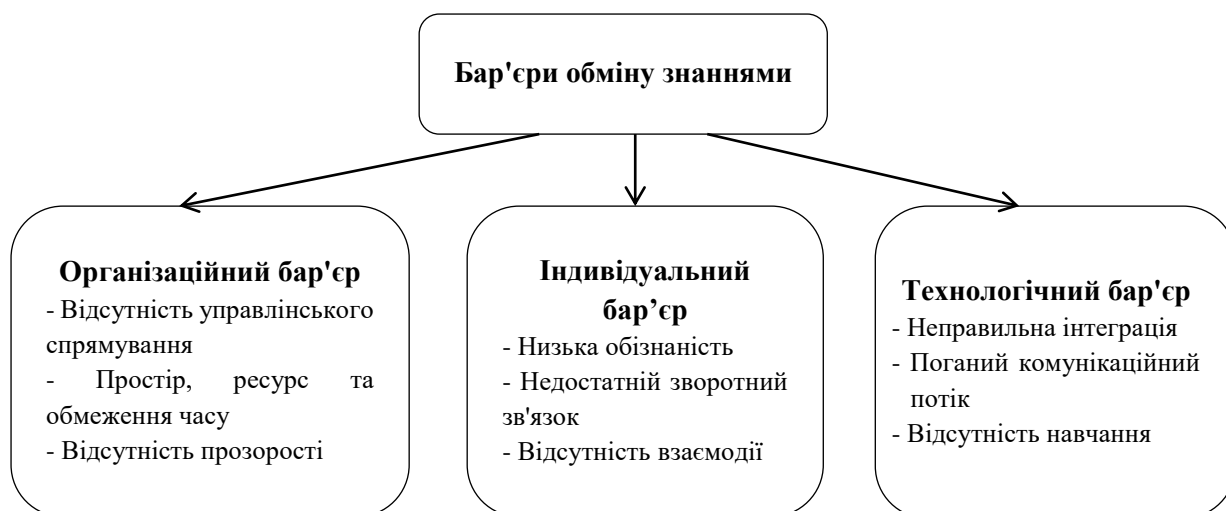 Бар'єри обміну знаннями
Організаційний бар'єр
- Відсутність управлінського
спрямування
- Простір, ресурс та
обмеження часу
- Відсутність прозорості
Індивідуальний
бар’єр
- Низька обізнаність
- Недостатній зворотний
зв'язок
- Відсутність взаємодії
Технологічний бар'єр
- Неправильна інтеграція
- Поганий комунікаційний
потік
- Відсутність навчання